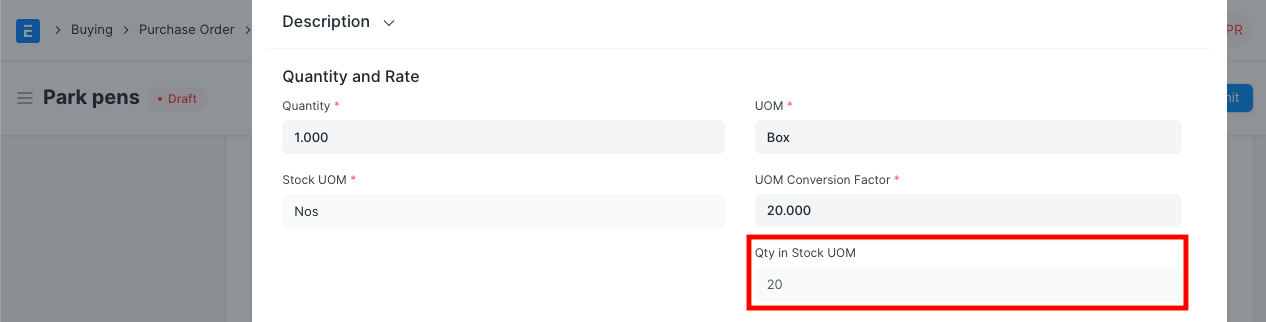 Description
E
Buying
Purchase Order
PR
Park pens
• Draft
Quantity and Rate
Quantity *
UOM *
1.000
Box
Stock UOM *
UOM Conversion Factor *
Nos
20.000
Qty in Stock UOM
20